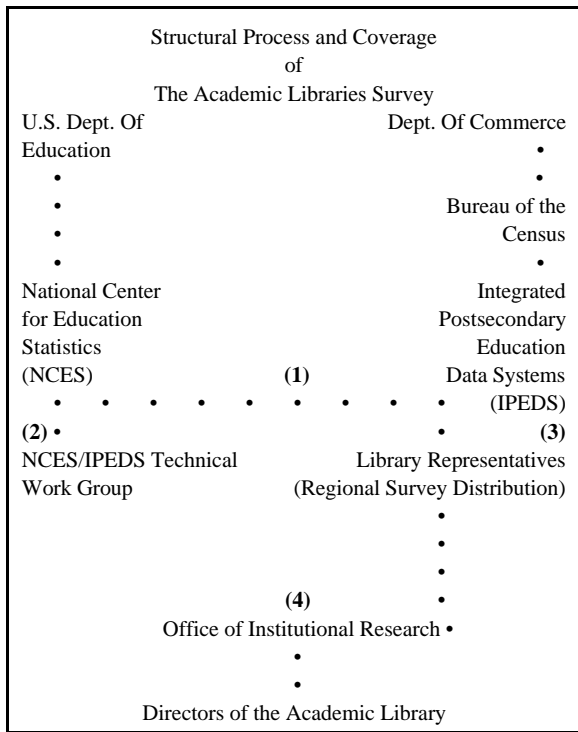 Structural Process and Coverage
of
The Academic Libraries Survey
U.S. Dept. Of Dept. Of Commerce
Education •
• •
• Bureau of the
• Census
• •
National Center Integrated
for Education Postsecondary
Statistics Education
(NCES) (1) Data Systems
• • • • • • • • • (IPEDS)
(2) • • (3)
NCES/IPEDS Technical Library Representatives
Work Group (Regional Survey Distribution)
•
•
•
(4) •
Office of Institutional Research •
•
•
Directors of the Academic Library